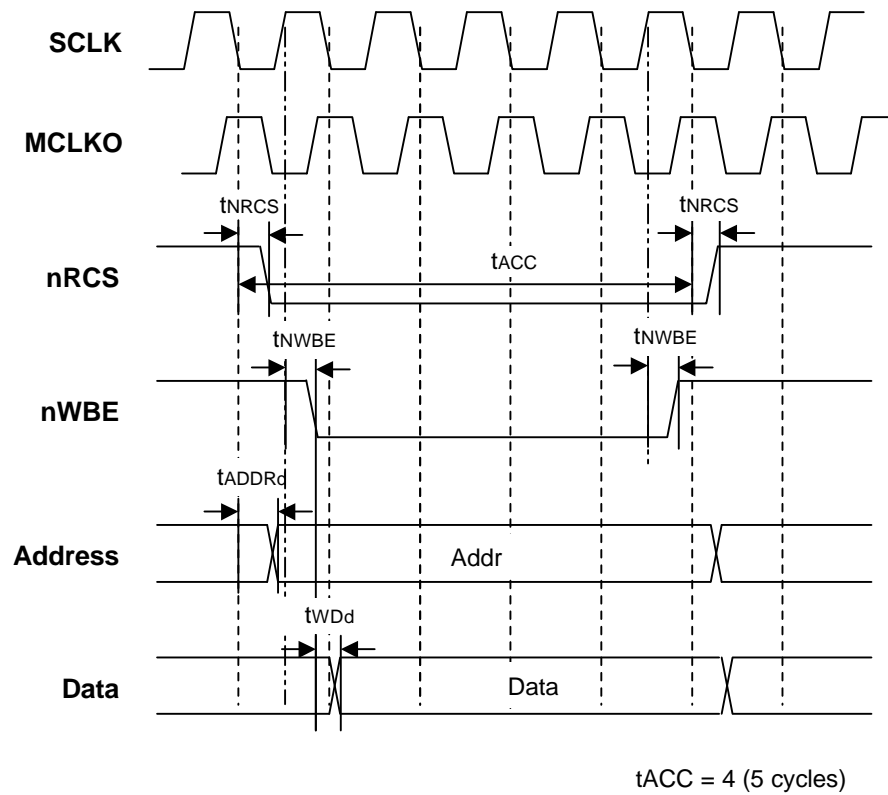 SCLK
MCLKO
tNRCS
tNRCS
nRCS
tACC
tNWBE
tNWBE
nWBE
tADDRd
Address
Addr
tWDd
Data
Data
tACC = 4 (5 cycles)